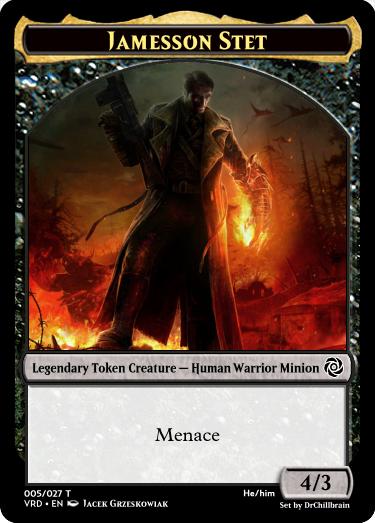 Jamesson Stet
Legendary Token Creature — Human Warrior Minion
Menace
4/3
005/027 T
VRD • EN Jacek Grzeskowiak
He/him
Set by DrChillbrain